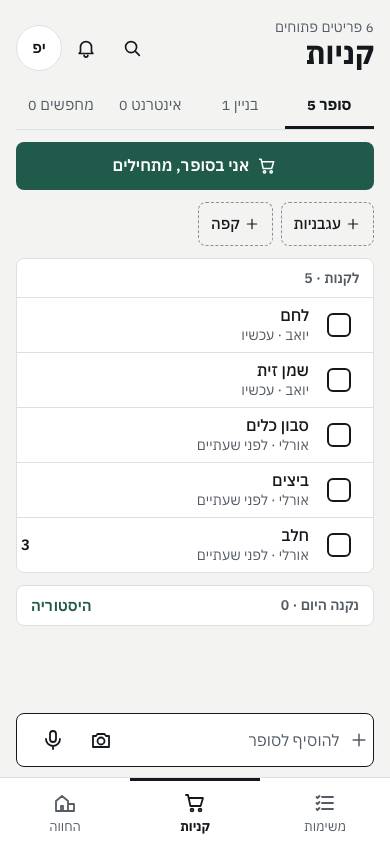 6 פריטים פתוחים
קניות
יפ
סופר 5
בניין 1
אינטרנט 0
מחפשים 0
אני בסופר, מתחילים
+ עגבניות
+ קפה
לקנות · 5
לחם
יואב · עכשיו
שמן זית
יואב · עכשיו
סבון כלים
אורלי · לפני שעתיים
ביצים
אורלי · לפני שעתיים
חלב
אורלי · לפני שעתיים
3
נקנה היום · 0
היסטוריה
+ להוסיף לסופר
משימות
קניות
החווה